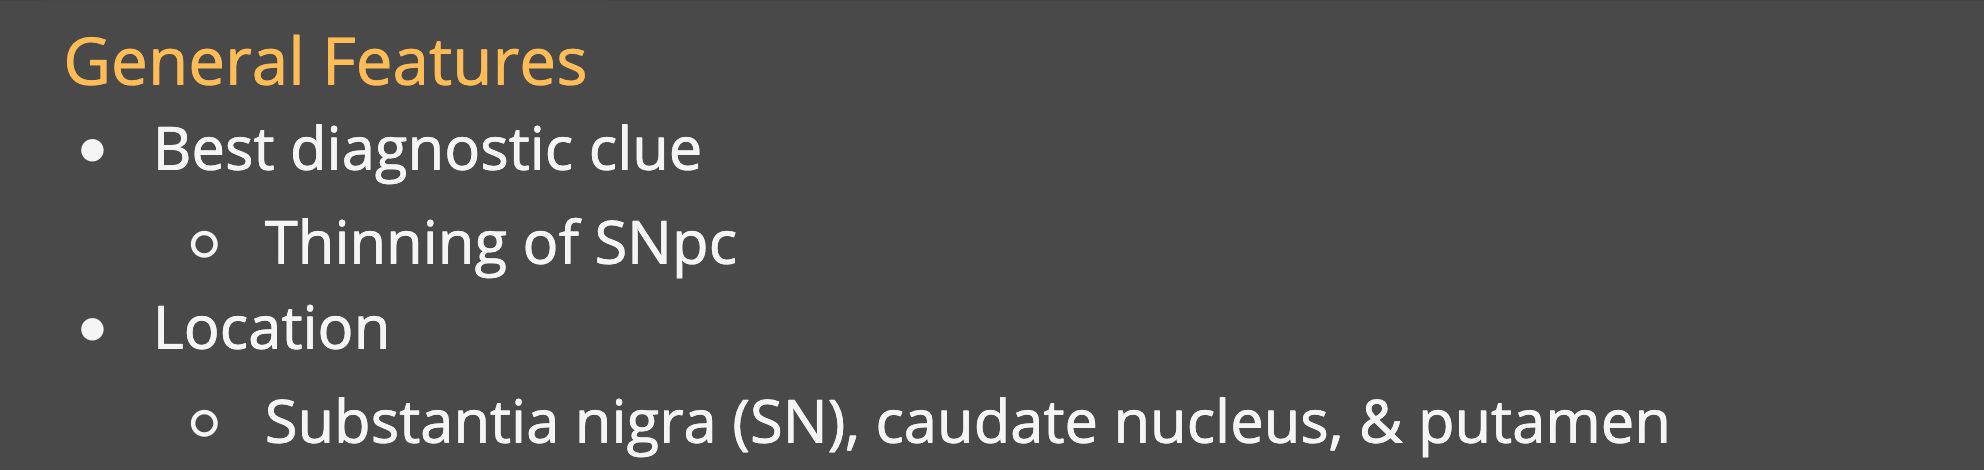 General Features
• Best diagnostic clue
○ Thinning of SNpc
• Location
○ Substantia nigra (SN), caudate nucleus, & putamen